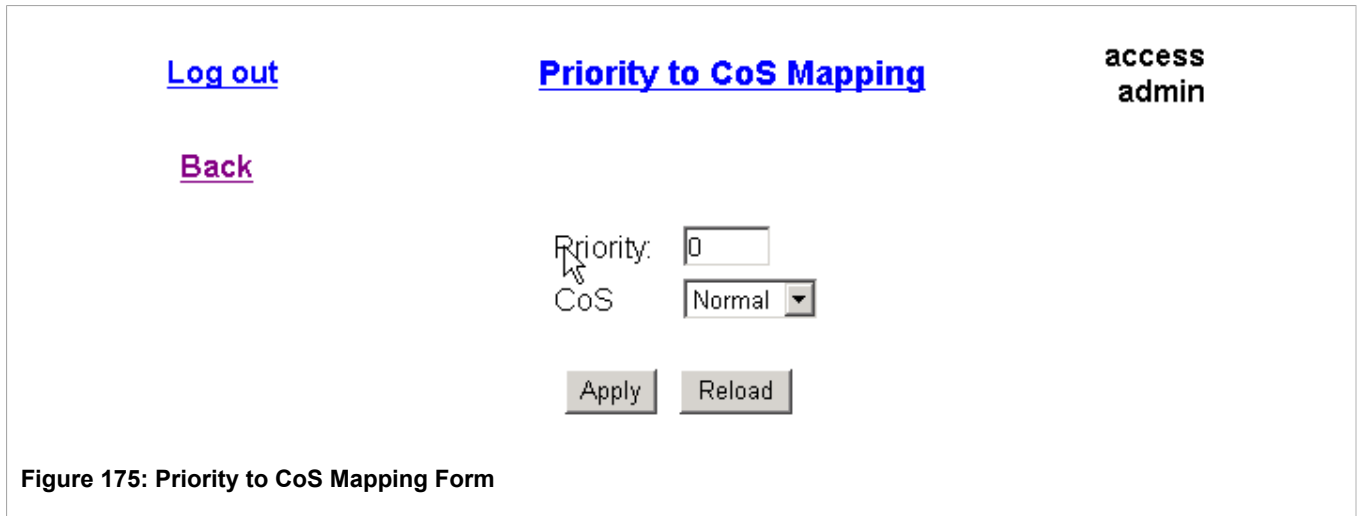 Log out
Priority to CoS Mapping
access
admin
Back
Priority: 0
CoS Normal
Apply Reload
Figure 175: Priority to CoS Mapping Form